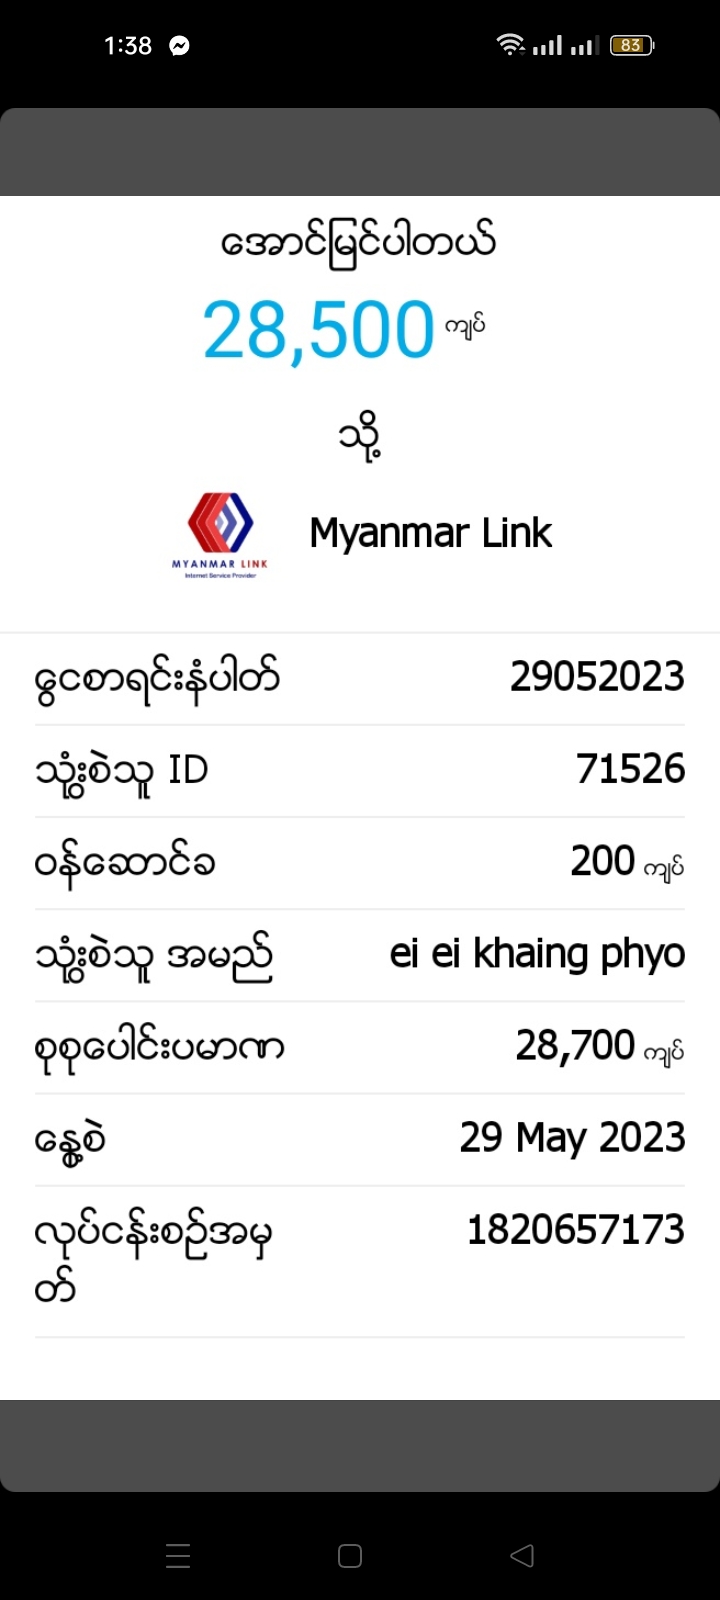 1:38
83
အောင်မြင်ပါတယ်
28,500 ကျပ်
သို့
MYANMAR LINK
Internet Service Provider
Myanmar Link
ငွေစာရင်းနံပါတ် 29052023
သုံးစွဲသူ ID 71526
ဝန်ဆောင်ခ 200 ကျပ်
သုံးစွဲသူ အမည် ei ei khaing phyo
စုစုပေါင်းပမာဏ 28,700 ကျပ်
နေ့စွဲ 29 May 2023
လုပ်ငန်းစဉ်အမှ 1820657173
တ်